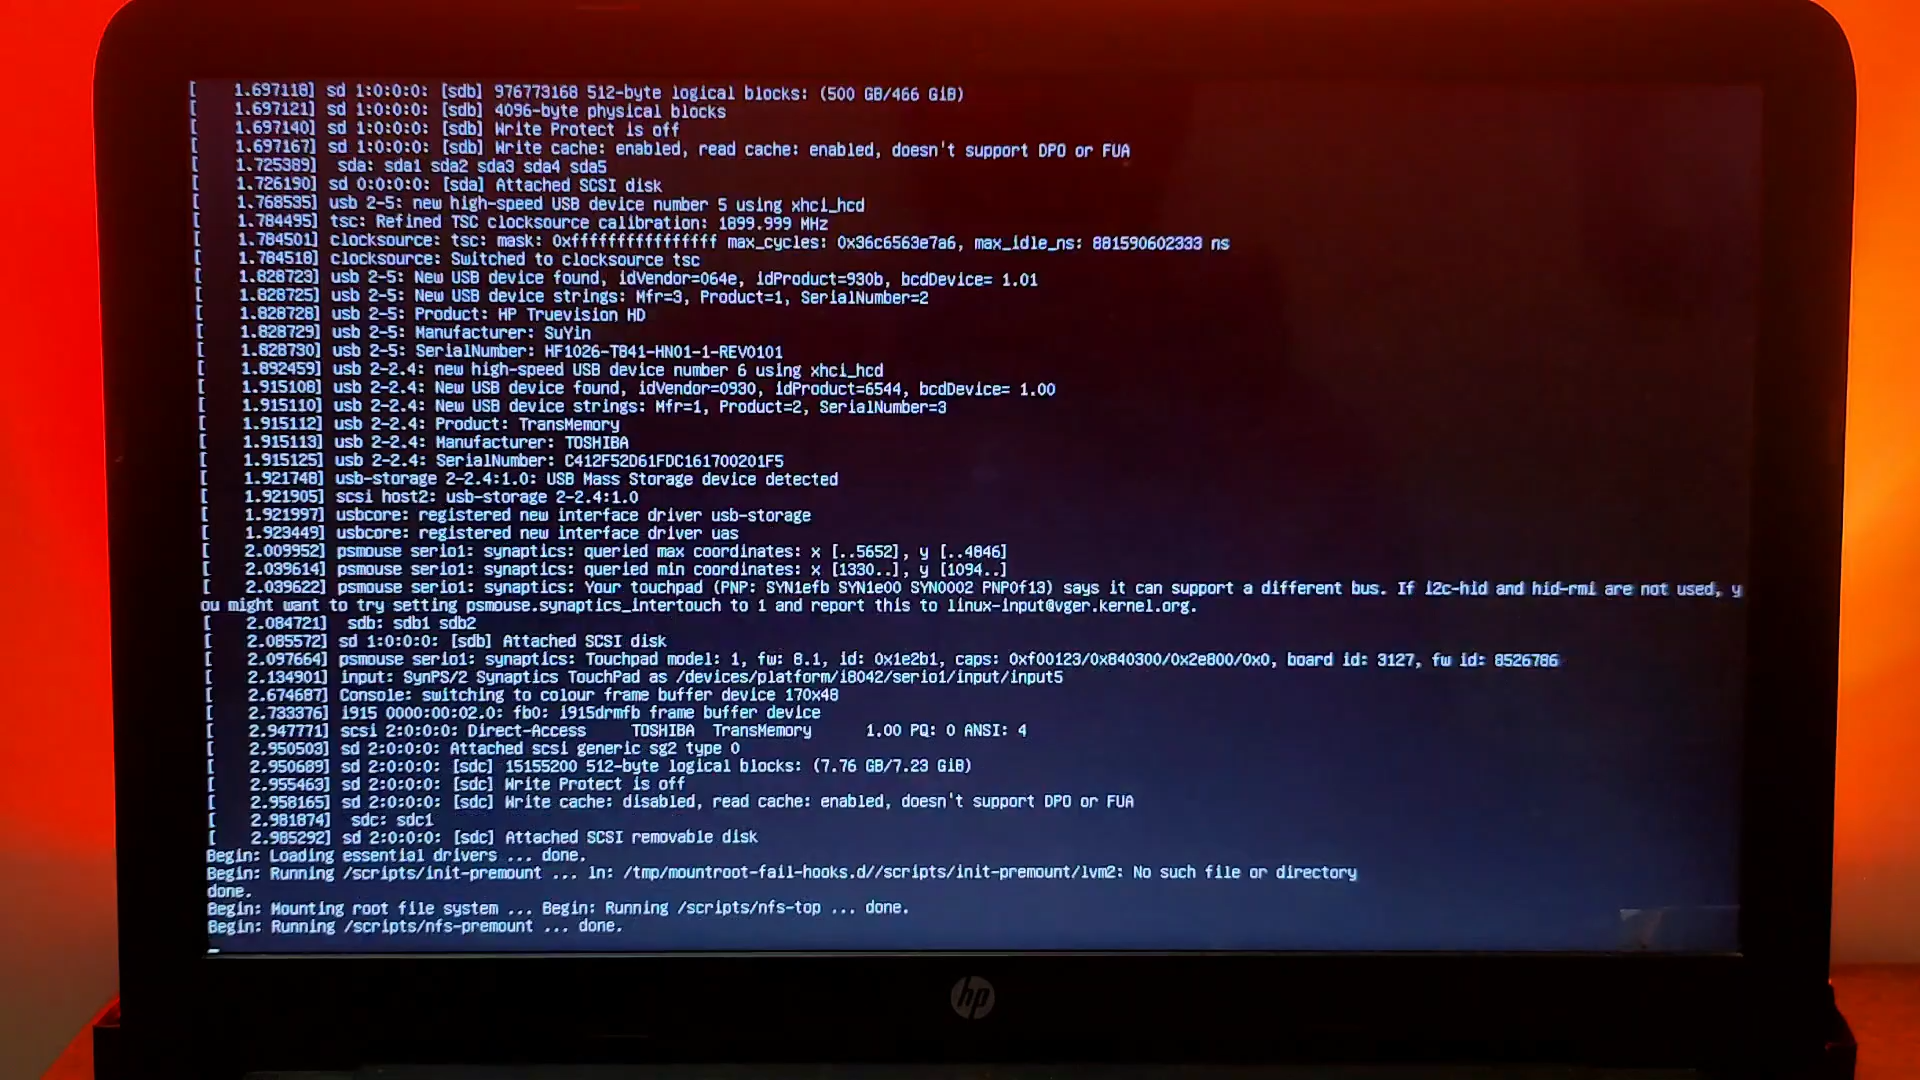 [    1.697118] sd 1:0:0:0: [sdb] 976773168 512-byte logical blocks: (500 GB/466 GiB)
[    1.697121] sd 1:0:0:0: [sdb] 4096-byte physical blocks
[    1.697140] sd 1:0:0:0: [sdb] Write Protect is off
[    1.697167] sd 1:0:0:0: [sdb] Write cache: enabled, read cache: enabled, doesn't support DPO or FUA
[    1.725389]  sda: sda1 sda2 sda3 sda4 sda5
[    1.726190] sd 0:0:0:0: [sda] Attached SCSI disk
[    1.768535] usb 2-5: new high-speed USB device number 5 using xhci_hcd
[    1.784495] tsc: Refined TSC clocksource calibration: 1899.999 MHz
[    1.784501] clocksource: tsc: mask: 0xffffffffffffffff max_cycles: 0x36c6563e7a6, max_idle_ns: 881590602333 ns
[    1.784518] clocksource: Switched to clocksource tsc
[    1.828723] usb 2-5: New USB device found, idVendor=064e, idProduct=930b, bcdDevice= 1.01
[    1.828725] usb 2-5: New USB device strings: Mfr=3, Product=1, SerialNumber=2
[    1.828728] usb 2-5: Product: HP Truevision HD
[    1.828729] usb 2-5: Manufacturer: SuYin
[    1.828730] usb 2-5: SerialNumber: HF1026-T841-HN01-1-REV0101
[    1.892459] usb 2-2.4: new high-speed USB device number 6 using xhci_hcd
[    1.915108] usb 2-2.4: New USB device found, idVendor=0930, idProduct=6544, bcdDevice= 1.00
[    1.915110] usb 2-2.4: New USB device strings: Mfr=1, Product=2, SerialNumber=3
[    1.915112] usb 2-2.4: Product: TransMemory
[    1.915113] usb 2-2.4: Manufacturer: TOSHIBA
[    1.915125] usb 2-2.4: SerialNumber: C412F52D61FDC161700201F5
[    1.921748] usb-storage 2-2.4:1.0: USB Mass Storage device detected
[    1.921905] scsi host2: usb-storage 2-2.4:1.0
[    1.921997] usbcore: registered new interface driver usb-storage
[    1.923449] usbcore: registered new interface driver uas
[    2.009952] psmouse serio1: synaptics: queried max coordinates: x [..5652], y [..4846]
[    2.039614] psmouse serio1: synaptics: queried min coordinates: x [1330..], y [1094..]
[    2.039622] psmouse serio1: synaptics: Your touchpad (PNP: SYN1efb SYN1e00 SYN0002 PNP0f13) says it can support a different bus. If i2c-hid and hid-rmi are not used, y
ou might want to try setting psmouse.synaptics_intertouch to 1 and report this to linux-input@vger.kernel.org.
[    2.084721]  sdb: sdb1 sdb2
[    2.085572] sd 1:0:0:0: [sdb] Attached SCSI disk
[    2.097664] psmouse serio1: synaptics: Touchpad model: 1, fw: 8.1, id: 0x1e2b1, caps: 0xf00123/0x840300/0x2e800/0x0, board id: 3127, fw id: 8526786
[    2.134901] input: SynPS/2 Synaptics TouchPad as /devices/platform/i8042/serio1/input/input5
[    2.674687] Console: switching to colour frame buffer device 170x48
[    2.733376] i915 0000:00:02.0: fb0: i915drmfb frame buffer device
[    2.947771] scsi 2:0:0:0: Direct-Access     TOSHIBA  TransMemory      1.00 PQ: 0 ANSI: 4
[    2.950503] sd 2:0:0:0: Attached scsi generic sg2 type 0
[    2.950689] sd 2:0:0:0: [sdc] 15155200 512-byte logical blocks: (7.76 GB/7.23 GiB)
[    2.955463] sd 2:0:0:0: [sdc] Write Protect is off
[    2.958165] sd 2:0:0:0: [sdc] Write cache: disabled, read cache: enabled, doesn't support DPO or FUA
[    2.981874]  sdc: sdc1
[    2.985292] sd 2:0:0:0: [sdc] Attached SCSI removable disk
Begin: Loading essential drivers ... done.
Begin: Running /scripts/init-premount ... ln: /tmp/mountroot-fail-hooks.d//scripts/init-premount/lvm2: No such file or directory
done.
Begin: Mounting root file system ... Begin: Running /scripts/nfs-top ... done.
Begin: Running /scripts/nfs-premount ... done.
hp